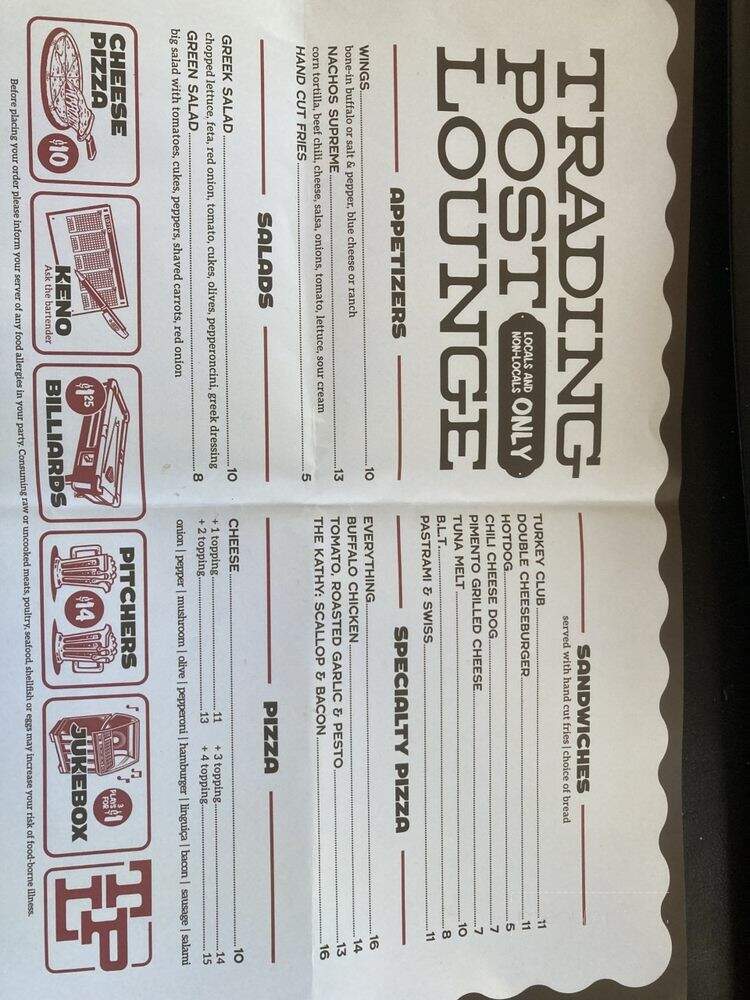 TRADING
POST LOCALS AND NON-LOCALS ONLY
LOUNGE
APPETIZERS
WINGS 10
bone-in buffalo or salt & pepper, blue cheese or ranch
NACHOS SUPREME 13
corn tortilla, beef chili, cheese, salsa, onions, tomato, lettuce, sour cream
HAND CUT FRIES 5
SALADS
GREEK SALAD 10
chopped lettuce, feta, red onion, tomato, cukes, olives, pepperoncini, greek dressing
GREEN SALAD 8
big salad with tomatoes, cukes, peppers, shaved carrots, red onion
SANDWICHES
served with hand cut fries | choice of bread
TURKEY CLUB 11
DOUBLE CHEESEBURGER 11
HOTDOG 5
CHILI CHEESE DOG 7
PIMENTO GRILLED CHEESE 7
TUNA MELT 10
B.L.T. 8
PASTRAMI & SWISS 11
SPECIALTY PIZZA
EVERYTHING 16
BUFFALO CHICKEN 14
TOMATO, ROASTED GARLIC & PESTO 13
THE KATHY: SCALLOP & BACON 16
PIZZA
CHEESE 10
+ 1 topping 11 + 3 topping 14
+ 2 topping 13 + 4 topping 15
onion | pepper | mushroom | olive | pepperoni | hamburger | linguiça | bacon | sausage | salami
CHEESE
PIZZA
$10
KENO
Ask the bartender
$1.25
BILLIARDS
PITCHERS
$14
JUKEBOX
3
PLAYS
FOR $1
TPL
Before placing your order please inform your server of any food allergies in your party. Consuming raw or uncooked meats, poultry, seafood, shellfish or eggs may increase your risk of food-borne illness.